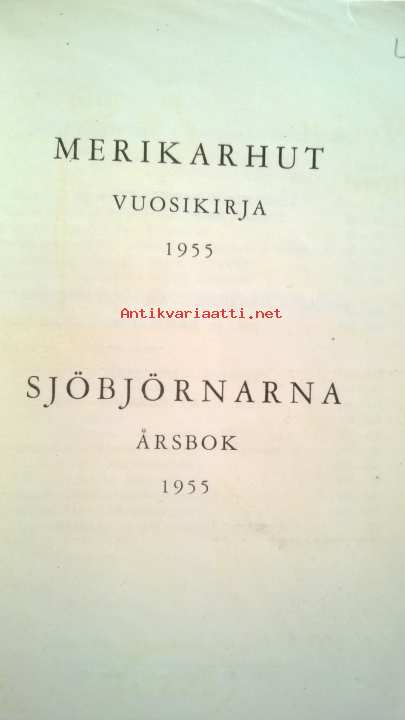 MERIKARHUT
VUOSIKIRJA
1955
Antikvariaatti.net
SJÖBJÖRNARNA
ÅRSBOK
1955